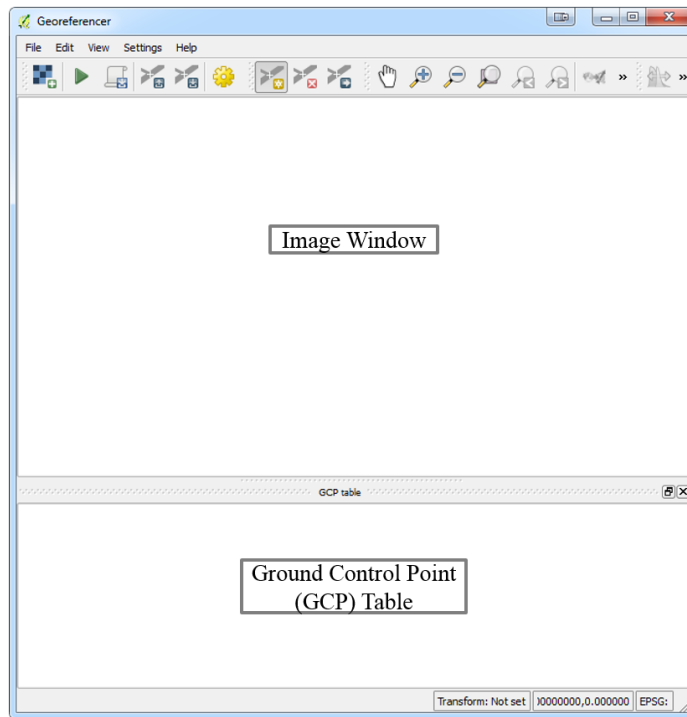 Georeferencer
File Edit View Settings Help
» »
Image Window
GCP table
Ground Control Point
(GCP) Table
Transform: Not set )0000000,0.000000 EPSG: